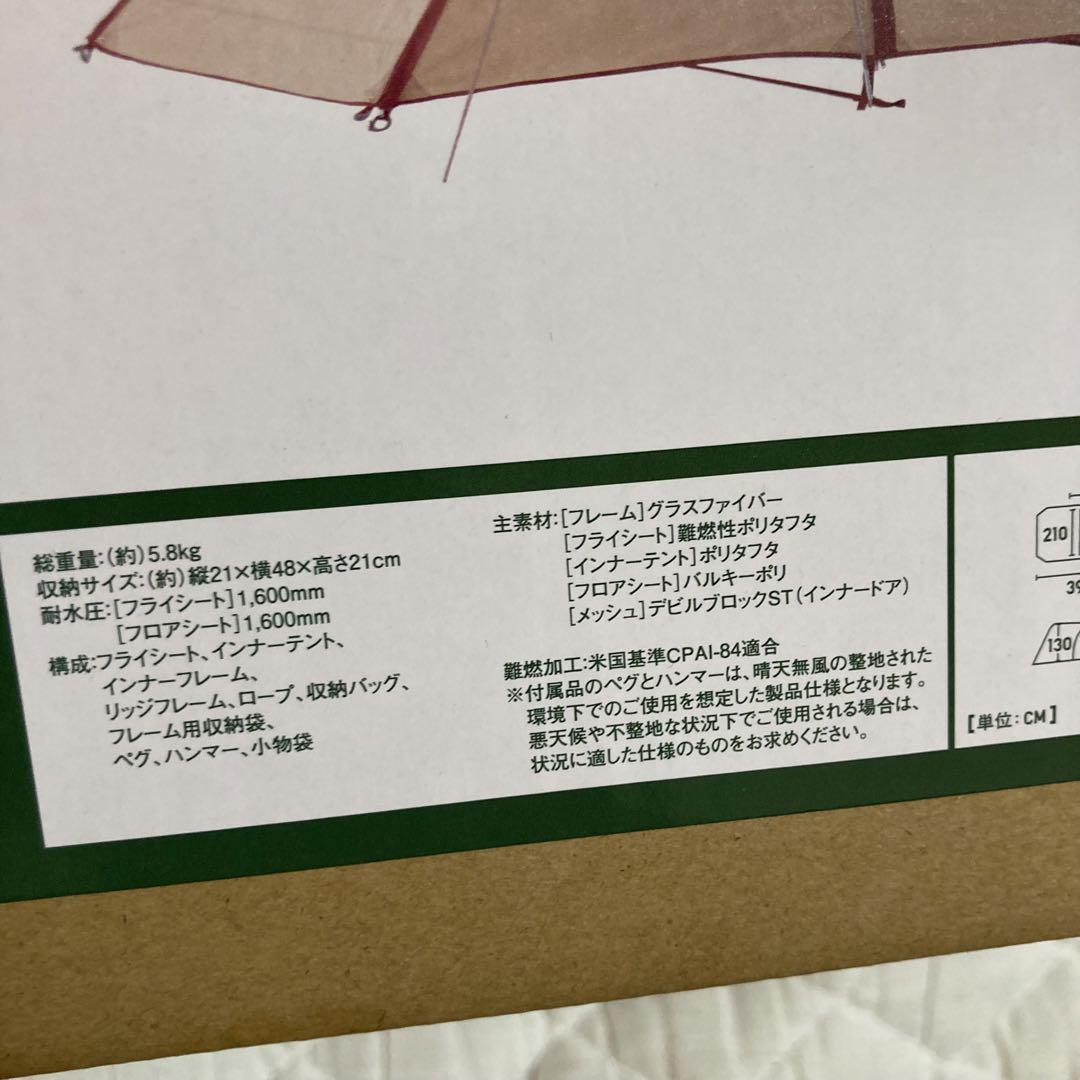 総重量:(約)5.8kg
収納サイズ:(約)縦21×横48×高さ21cm
耐水圧:[フライシート]1,600mm
[フロアシート]1,600mm
構成:フライシート、インナーテント、
インナーフレーム、
リッジフレーム、ロープ、収納バッグ、
フレーム用収納袋、
ペグ、ハンマー、小物袋
主素材:[フレーム]グラスファイバー
[フライシート]難燃性ポリタフタ
[インナーテント]ポリタフタ
[フロアシート]バルキーポリ
[メッシュ]デビルブロックST(インナードア)
難燃加工:米国基準CPAI-84適合
※付属品のペグとハンマーは、晴天無風の整地された
環境下でのご使用を想定した製品仕様となります。
悪天候や不整地な状況下でご使用される場合は、
状況に適した仕様のものをお求めください。
210
130
[単位:CM]